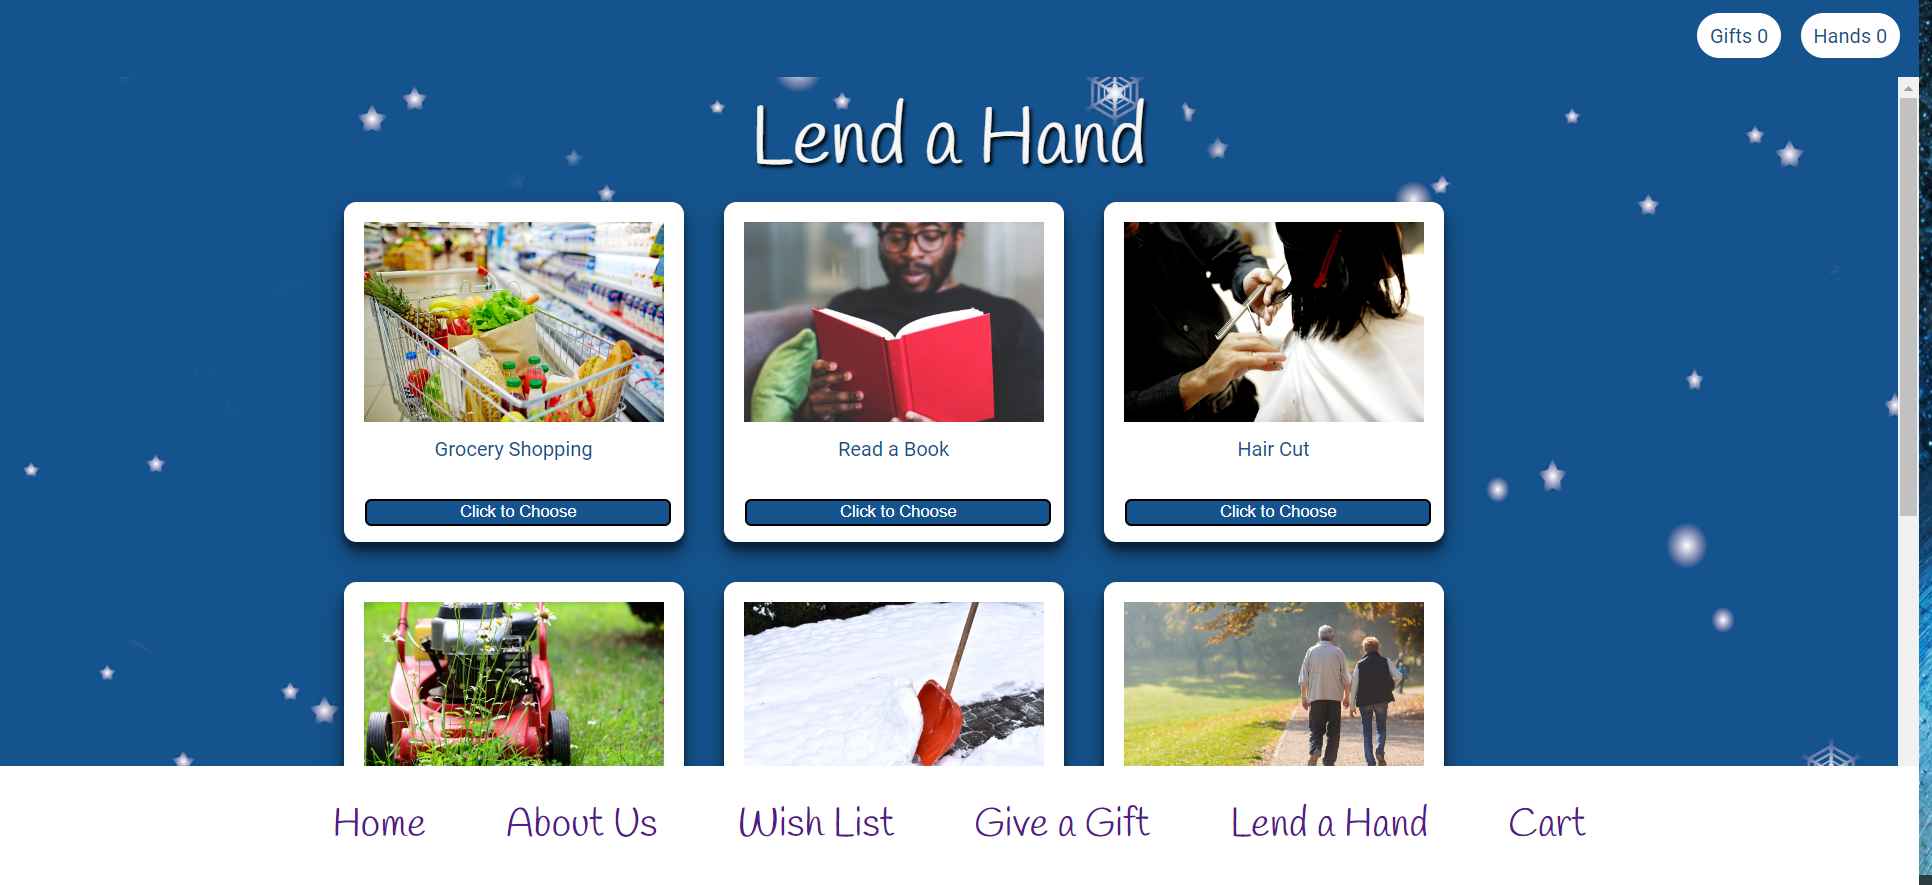 Gifts 0
Hands 0
Lend a Hand
Grocery Shopping
Read a Book
Hair Cut
Click to Choose
Click to Choose
Click to Choose
Home
About Us
Wish List
Give a Gift
Lend a Hand
Cart